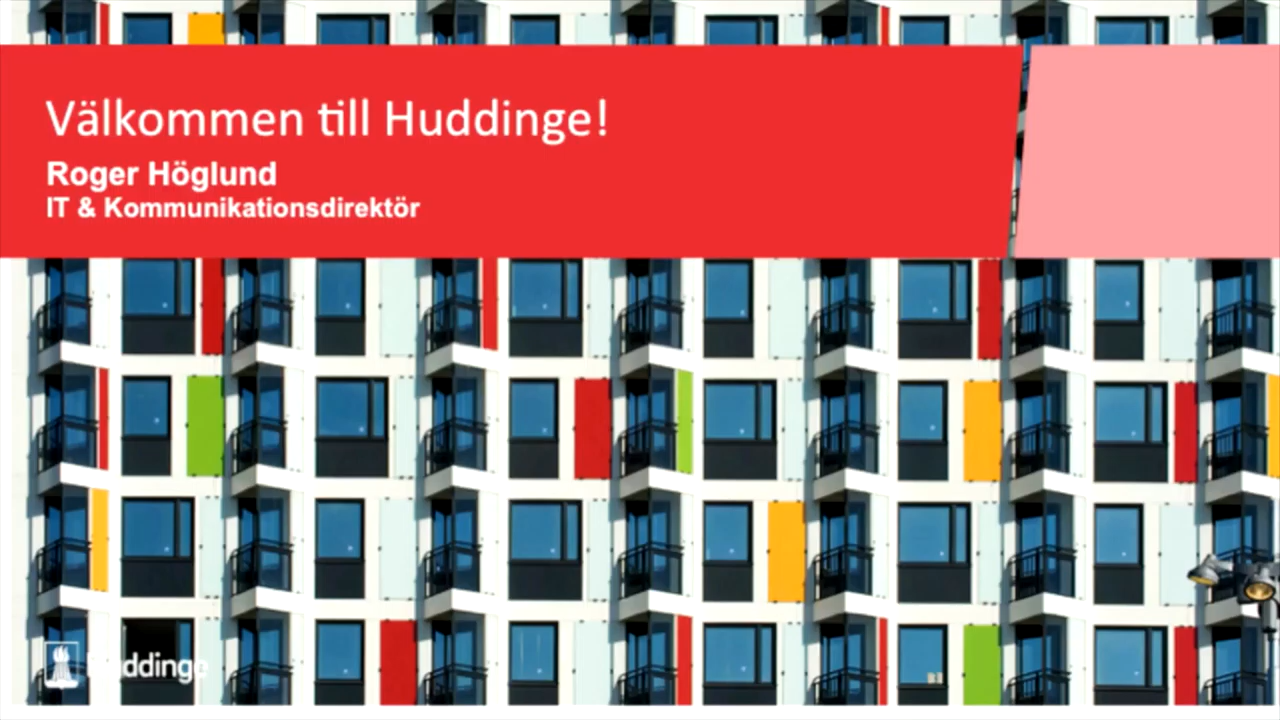 Välkommen till Huddinge!
Roger Höglund
IT & Kommunikationsdirektör
Huddinge